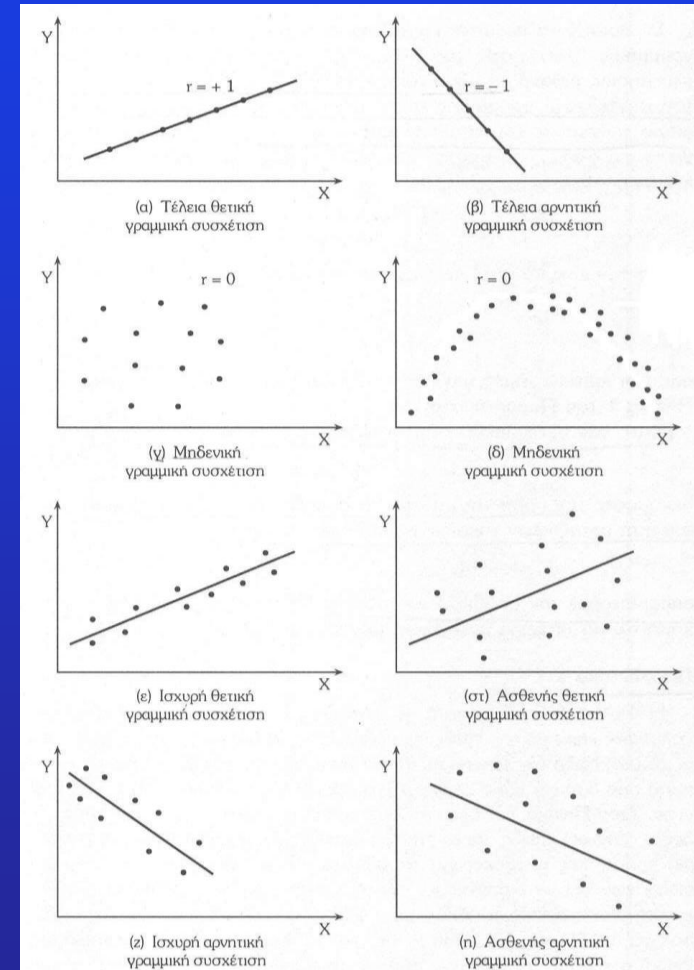 Y
r = + 1
X
(α) Τέλεια θετική
γραμμική συσχέτιση
Y
r = − 1
X
(β) Τέλεια αρνητική
γραμμική συσχέτιση
Y
r = 0
X
(γ) Μηδενική
γραμμική συσχέτιση
Y
r = 0
X
(δ) Μηδενική
γραμμική συσχέτιση
Y
X
(ε) Ισχυρή θετική
γραμμική συσχέτιση
Y
X
(στ) Ασθενής θετική
γραμμική συσχέτιση
Y
X
(ζ) Ισχυρή αρνητική
γραμμική συσχέτιση
Y
X
(η) Ασθενής αρνητική
γραμμική συσχέτιση